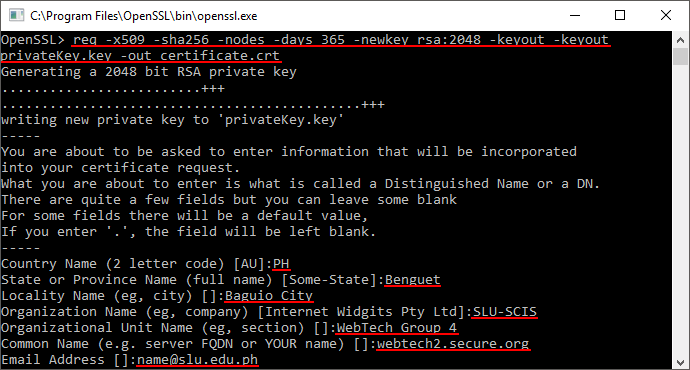 C:\Program Files\OpenSSL\bin\openssl.exe
OpenSSL> req -x509 -sha256 -nodes -days 365 -newkey rsa:2048 -keyout -keyout
privateKey.key -out certificate.crt
Generating a 2048 bit RSA private key
.........................+++
.............................................+++
writing new private key to 'privateKey.key'
-----
You are about to be asked to enter information that will be incorporated
into your certificate request.
What you are about to enter is what is called a Distinguished Name or a DN.
There are quite a few fields but you can leave some blank
For some fields there will be a default value,
If you enter '.', the field will be left blank.
-----
Country Name (2 letter code) [AU]:PH
State or Province Name (full name) [Some-State]:Benguet
Locality Name (eg, city) []:Baguio City
Organization Name (eg, company) [Internet Widgits Pty Ltd]:SLU-SCIS
Organizational Unit Name (eg, section) []:WebTech Group 4
Common Name (e.g. server FQDN or YOUR name) []:webtech2.secure.org
Email Address []:name@slu.edu.ph